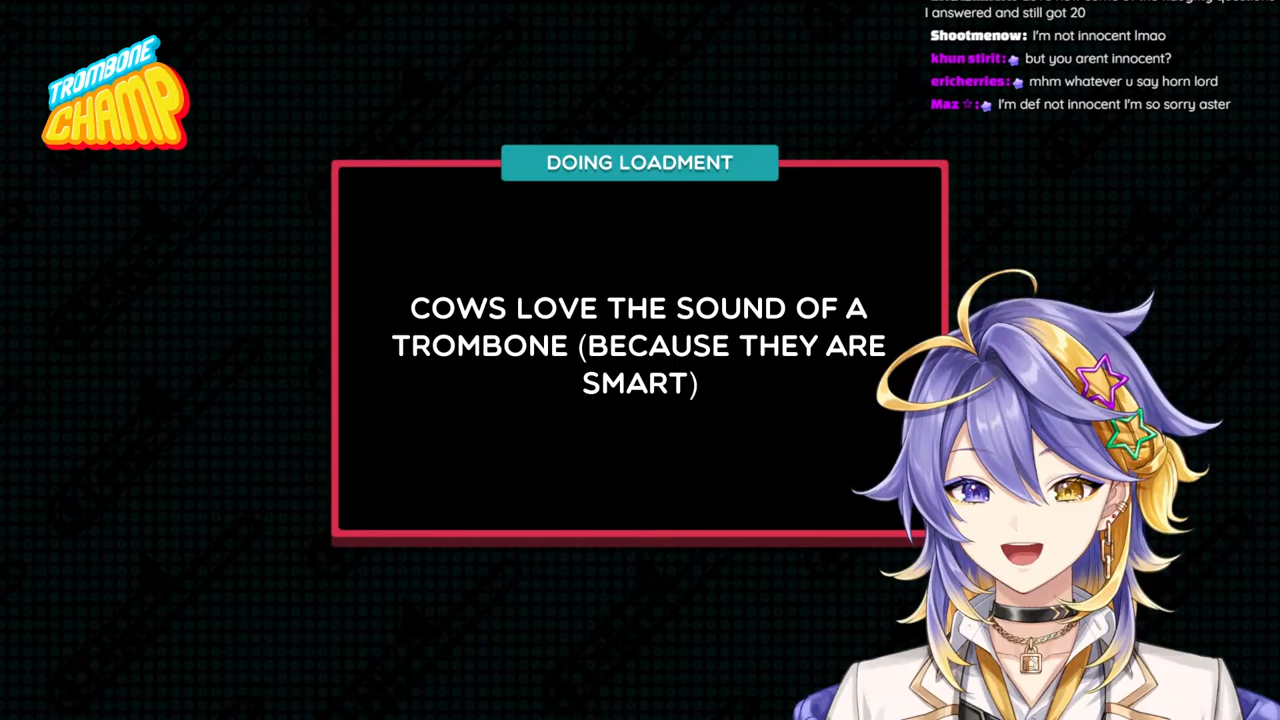 I answered and still got 20
Shootmenow: I'm not innocent lmao
khun stirit: but you arent innocent?
ericherries: mhm whatever u say horn lord
Maz ☆: I'm def not innocent I'm so sorry aster
TROMBONE
CHAMP
DOING LOADMENT
COWS LOVE THE SOUND OF A
TROMBONE (BECAUSE THEY ARE
SMART)